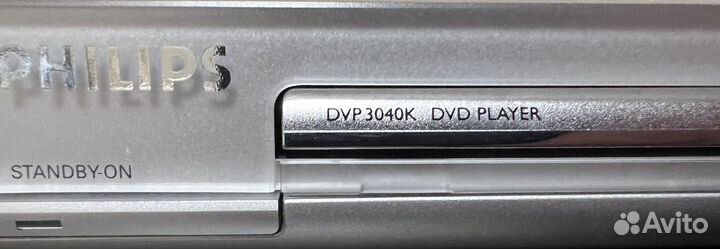 PHILIPS
DVP3040K DVD PLAYER
STANDBY-ON
Avito